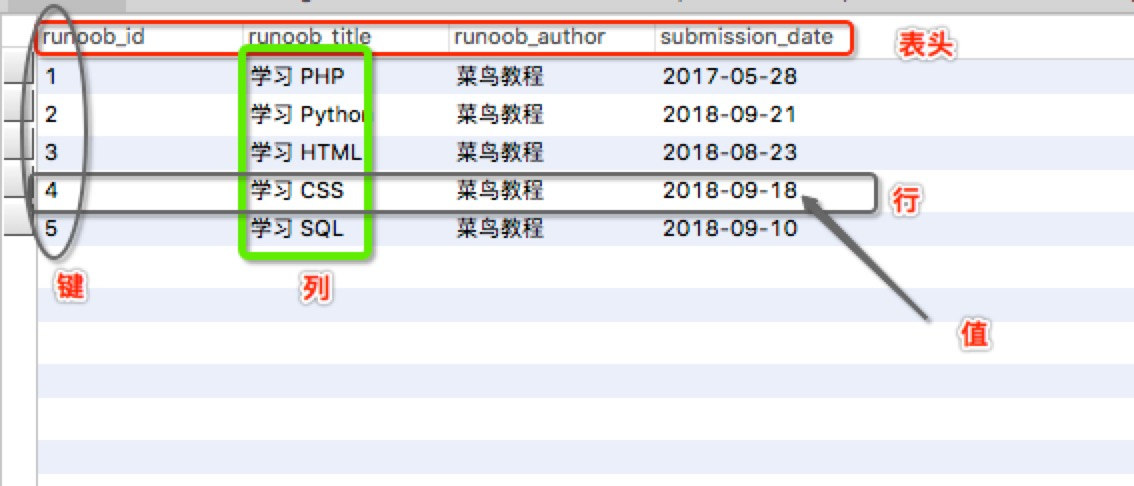 runoob_id runoob_title runoob_author submission_date 表头
1 学习 PHP 菜鸟教程 2017-05-28
2 学习 Python 菜鸟教程 2018-09-21
3 学习 HTML 菜鸟教程 2018-08-23
4 学习 CSS 菜鸟教程 2018-09-18 行
5 学习 SQL 菜鸟教程 2018-09-10
键 列
值